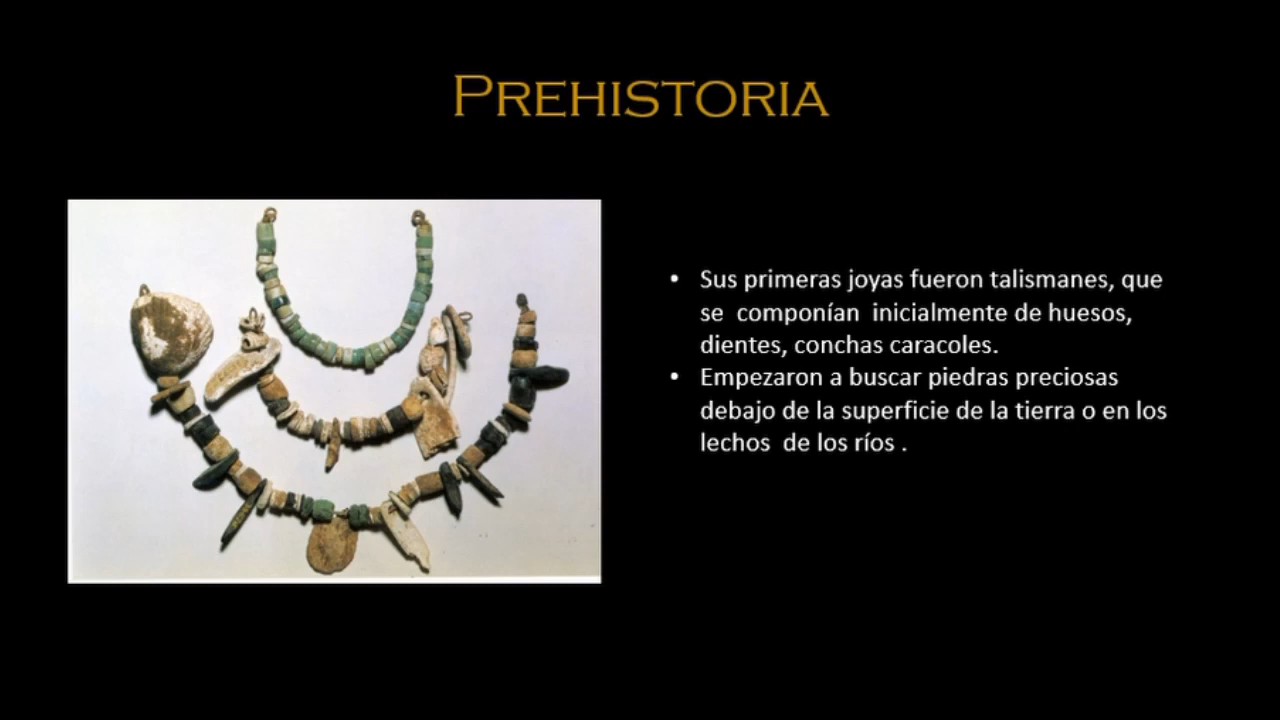 PREHISTORIA
• Sus primeras joyas fueron talismanes, que
se  componían  inicialmente de huesos,
dientes, conchas caracoles.
• Empezaron a buscar piedras preciosas
debajo de la superficie de la tierra o en los
lechos  de los ríos .